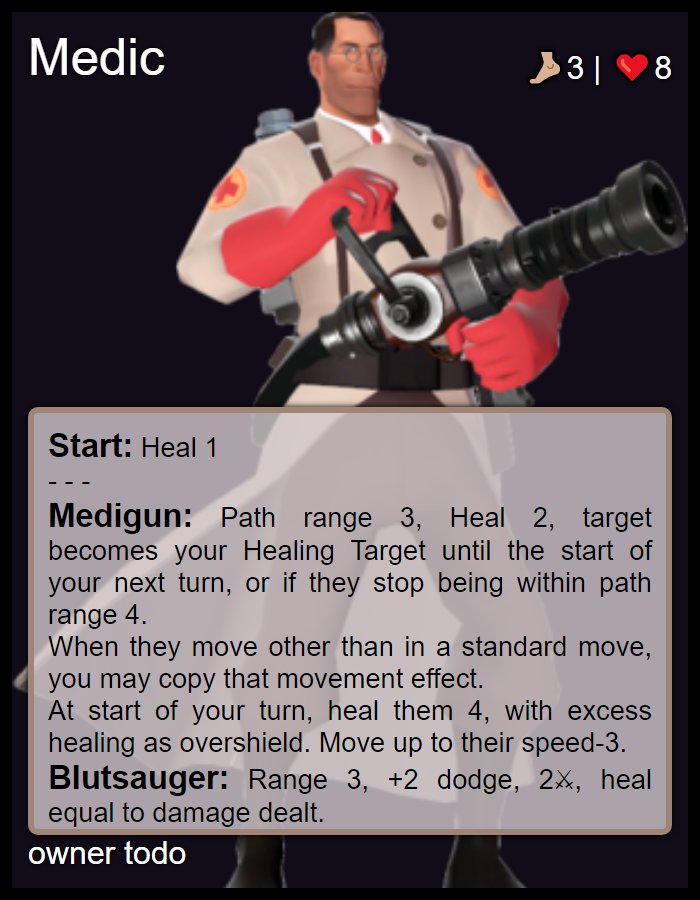 Medic
🦶🏼3 | ❤️8
Start: Heal 1
- - -
Medigun: Path range 3, Heal 2, target
becomes your Healing Target until the start of
your next turn, or if they stop being within path
range 4.
When they move other than in a standard move,
you may copy that movement effect.
At start of your turn, heal them 4, with excess
healing as overshield. Move up to their speed-3.
Blutsauger: Range 3, +2 dodge, 2⚔, heal
equal to damage dealt.
owner todo